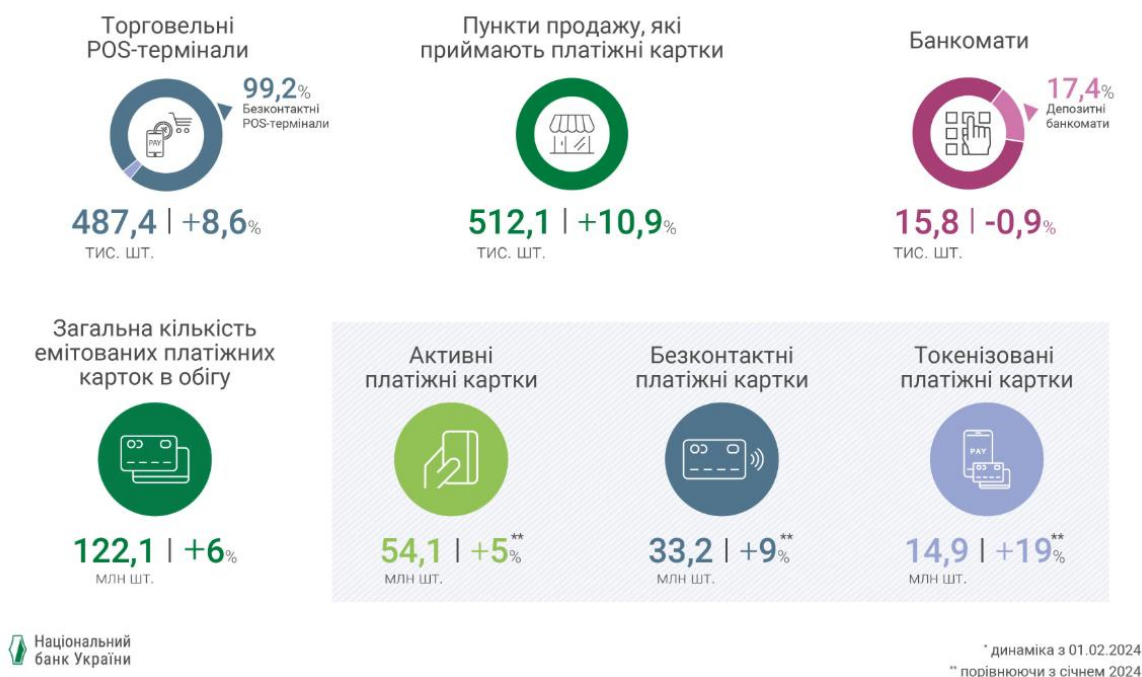 Торговельні
POS-термінали
99,2%
Безконтактні
POS-термінали
PAY
487,4 | +8,6%
тис. шт.
Пункти продажу, які
приймають платіжні картки
512,1 | +10,9%
тис. шт.
Банкомати
17,4%
Депозитні
банкомати
15,8 | -0,9%
тис. шт.
Загальна кількість
емітованих платіжних
карток в обігу
122,1 | +6%
млн шт.
Активні
платіжні картки
54,1 | +5%**
млн шт.
Безконтактні
платіжні картки
33,2 | +9%**
млн шт.
Токенізовані
платіжні картки
PAY
14,9 | +19%**
млн шт.
Національний
банк України
* динаміка з 01.02.2024
** порівнюючи з січнем 2024